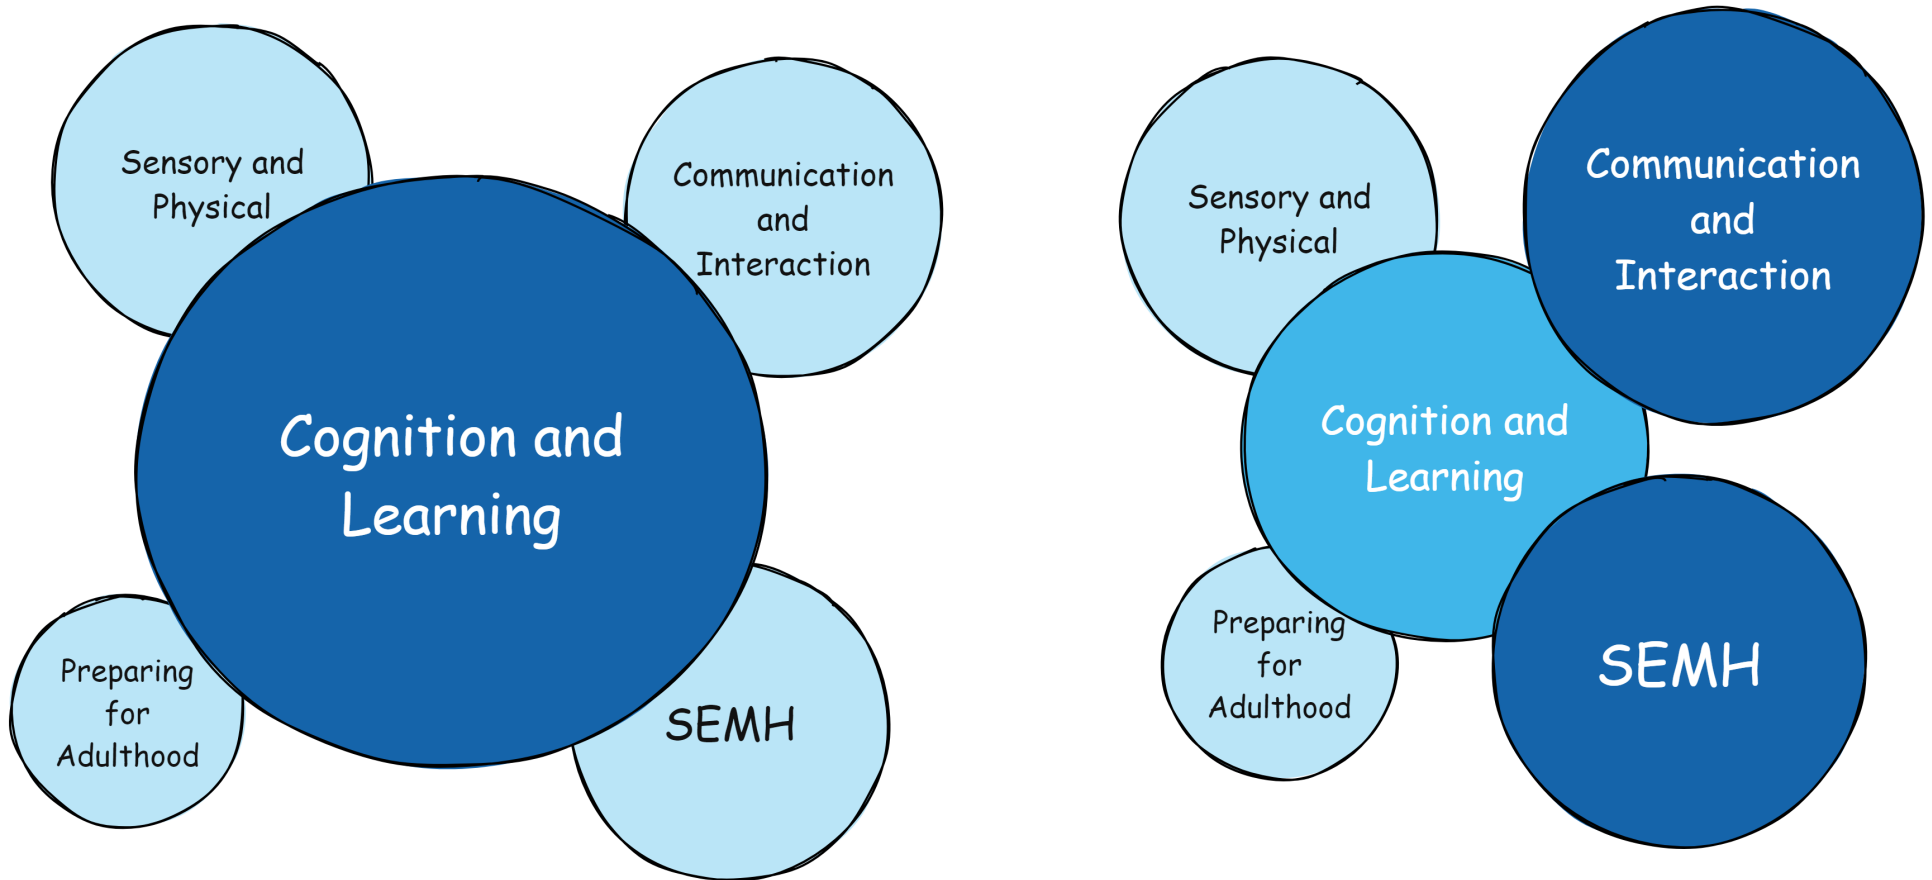 Sensory and
Physical
Communication
and
Interaction
Cognition and
Learning
Preparing
for
Adulthood
SEMH
Sensory and
Physical
Communication
and
Interaction
Cognition and
Learning
Preparing
for
Adulthood
SEMH